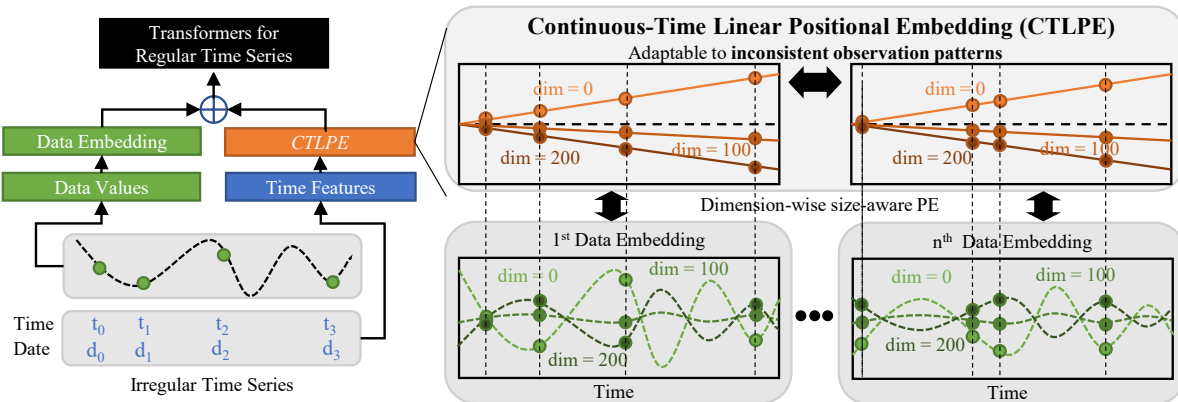 Transformers for
Regular Time Series
Data Embedding
CTLPE
Data Values
Time Features
Time t0 t1 t2 t3
Date d0 d1 d2 d3
Irregular Time Series
Continuous-Time Linear Positional Embedding (CTLPE)
Adaptable to inconsistent observation patterns
dim = 0
dim = 200
dim = 100
dim = 0
dim = 200
dim = 100
Dimension-wise size-aware PE
1st Data Embedding
dim = 0
dim = 100
dim = 200
Time
nth Data Embedding
dim = 0
dim = 100
dim = 200
Time